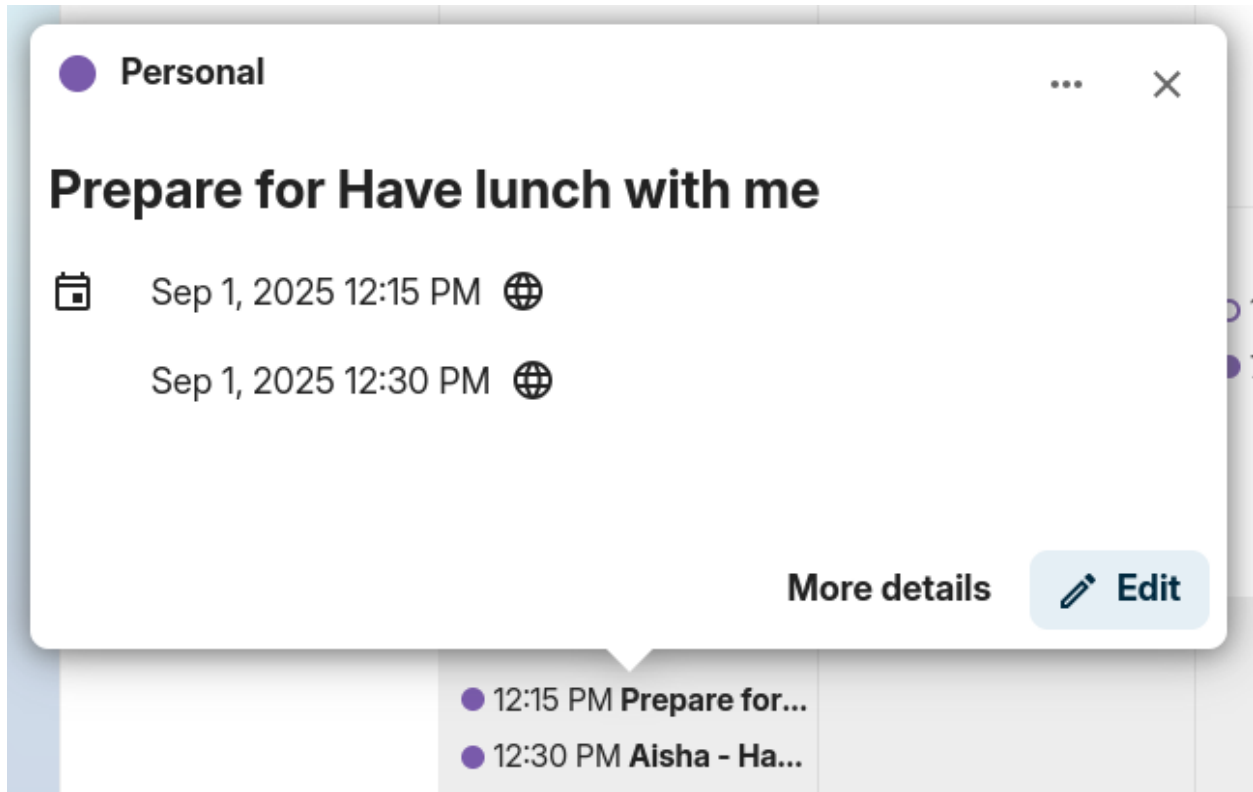 Personal
Prepare for Have lunch with me
Sep 1, 2025 12:15 PM
Sep 1, 2025 12:30 PM
More details
Edit
12:15 PM Prepare for...
12:30 PM Aisha - Ha...